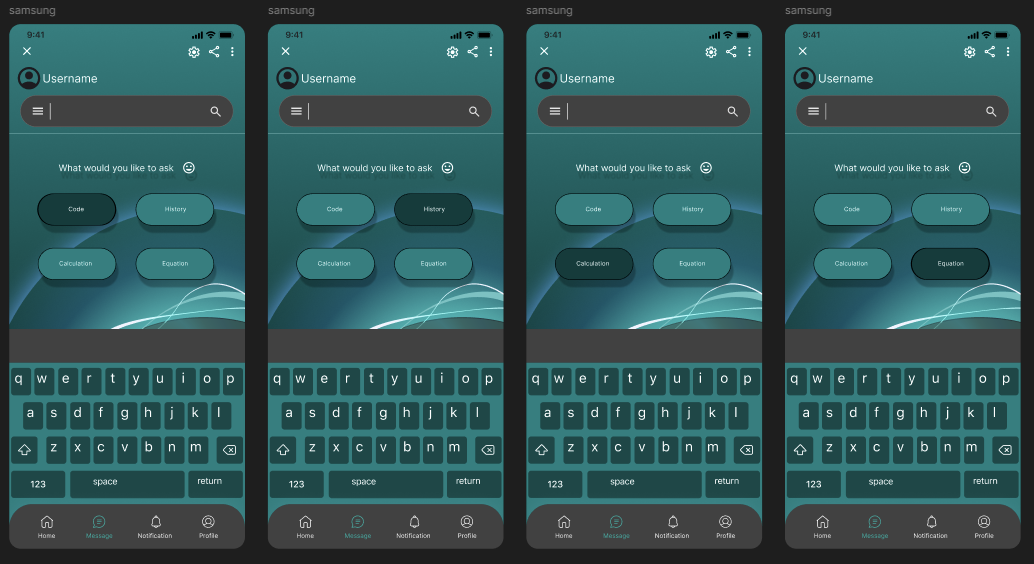 samsung
9:41
Username
What would you like to ask
Code
History
Calculation
Equation
q w e r t y u i o p
a s d f g h j k l
z x c v b n m
123 space return
Home Message Notification Profile
samsung
9:41
Username
What would you like to ask
Code
History
Calculation
Equation
q w e r t y u i o p
a s d f g h j k l
z x c v b n m
123 space return
Home Message Notification Profile
samsung
9:41
Username
What would you like to ask
Code
History
Calculation
Equation
q w e r t y u i o p
a s d f g h j k l
z x c v b n m
123 space return
Home Message Notification Profile
samsung
9:41
Username
What would you like to ask
Code
History
Calculation
Equation
q w e r t y u i o p
a s d f g h j k l
z x c v b n m
123 space return
Home Message Notification Profile